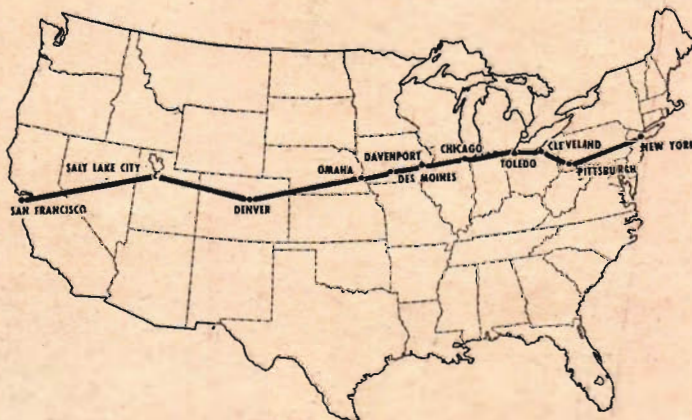 SALT LAKE CITY
SAN FRANCISCO
DENVER
OMAHA
DAVENPORT
DES MOINES
CHICAGO
TOLEDO
CLEVELAND
PITTSBURGH
NEW YORK